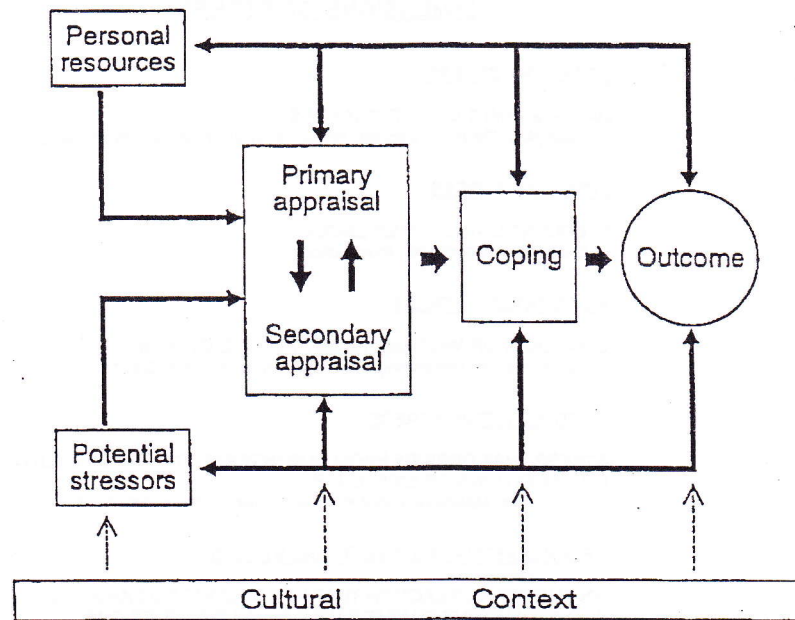 Personal
resources
Primary
appraisal
Secondary
appraisal
Coping
Outcome
Potential
stressors
Cultural Context